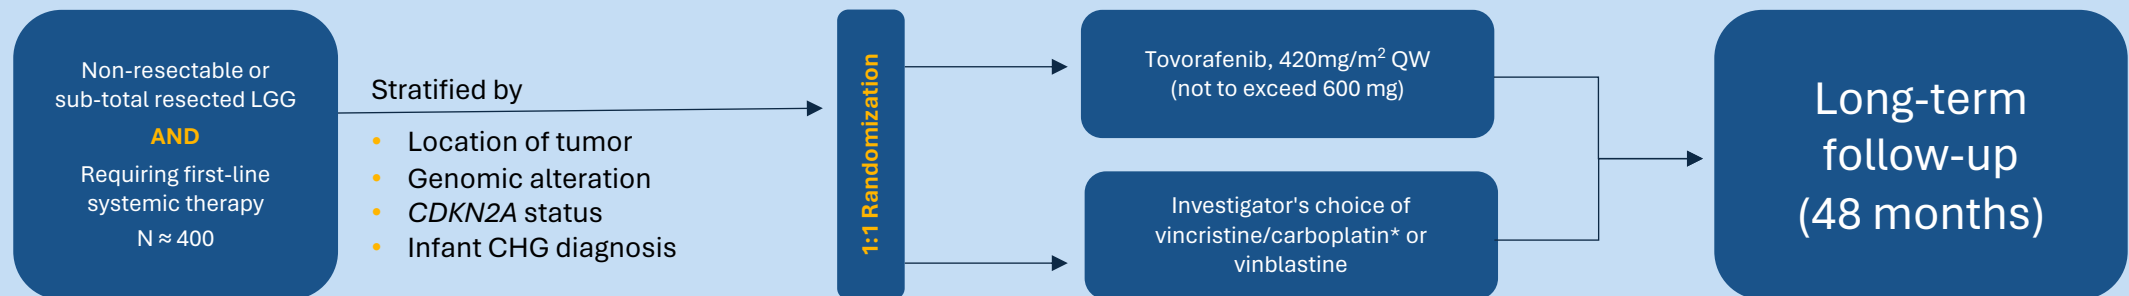 Non-resectable or
sub-total resected LGG
AND
Requiring first-line
systemic therapy
N ≈ 400
Stratified by
• Location of tumor
• Genomic alteration
• CDKN2A status
• Infant CHG diagnosis
1:1 Randomization
Tovorafenib, 420mg/m² QW
(not to exceed 600 mg)
Investigator's choice of
vincristine/carboplatin* or
vinblastine
Long-term
follow-up
(48 months)